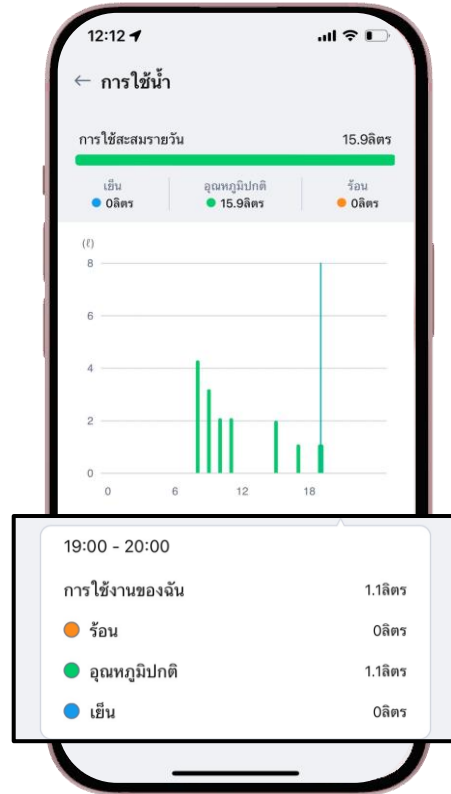 12:12
← การใช้น้ำ
การใช้สะสมรายวัน 15.9ลิตร
เย็น อุณหภูมิปกติ ร้อน
0ลิตร 15.9ลิตร 0ลิตร
(ℓ)
8
6
4
2
0
0 6 12 18
19:00 - 20:00
การใช้งานของฉัน 1.1ลิตร
ร้อน 0ลิตร
อุณหภูมิปกติ 1.1ลิตร
เย็น 0ลิตร